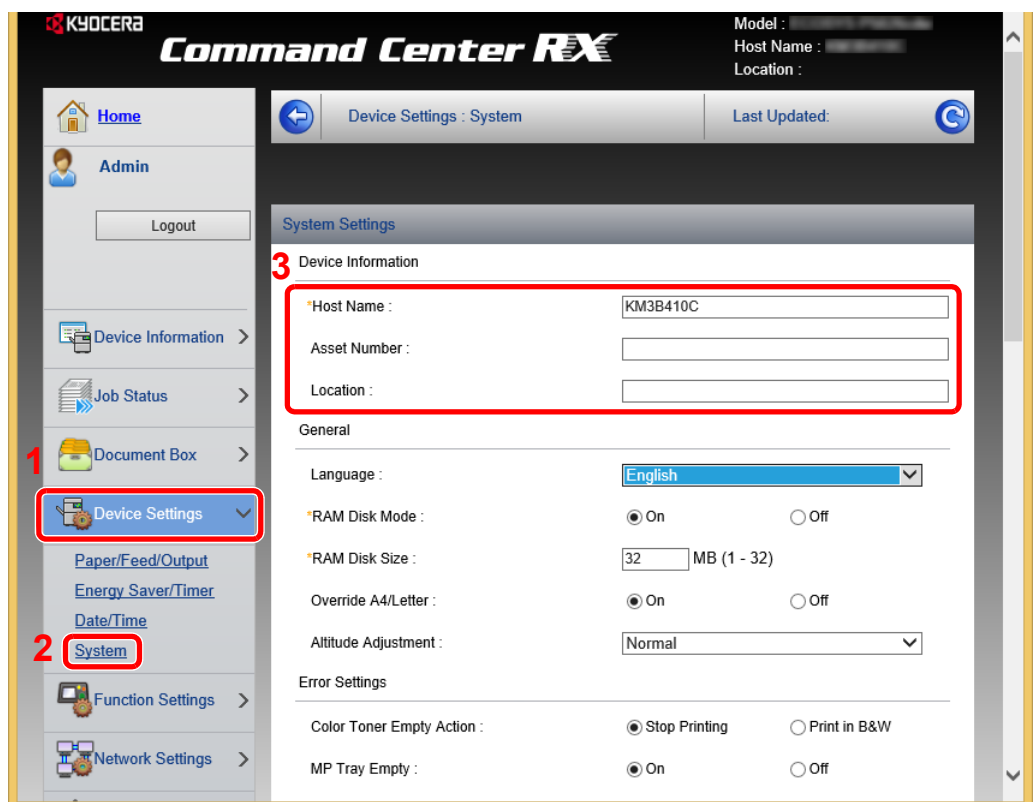 KYOCERA
Command Center RX
Model :
Host Name :
Location :
Home
Admin
Logout
Device Information
Job Status
1
Document Box
Device Settings
Paper/Feed/Output
Energy Saver/Timer
Date/Time
2 System
Function Settings
Network Settings
Device Settings : System
Last Updated:
System Settings
3 Device Information
*Host Name : KM3B410C
Asset Number :
Location :
General
Language : English
*RAM Disk Mode : On Off
*RAM Disk Size : 32 MB (1 - 32)
Override A4/Letter : On Off
Altitude Adjustment : Normal
Error Settings
Color Toner Empty Action : Stop Printing Print in B&W
MP Tray Empty : On Off